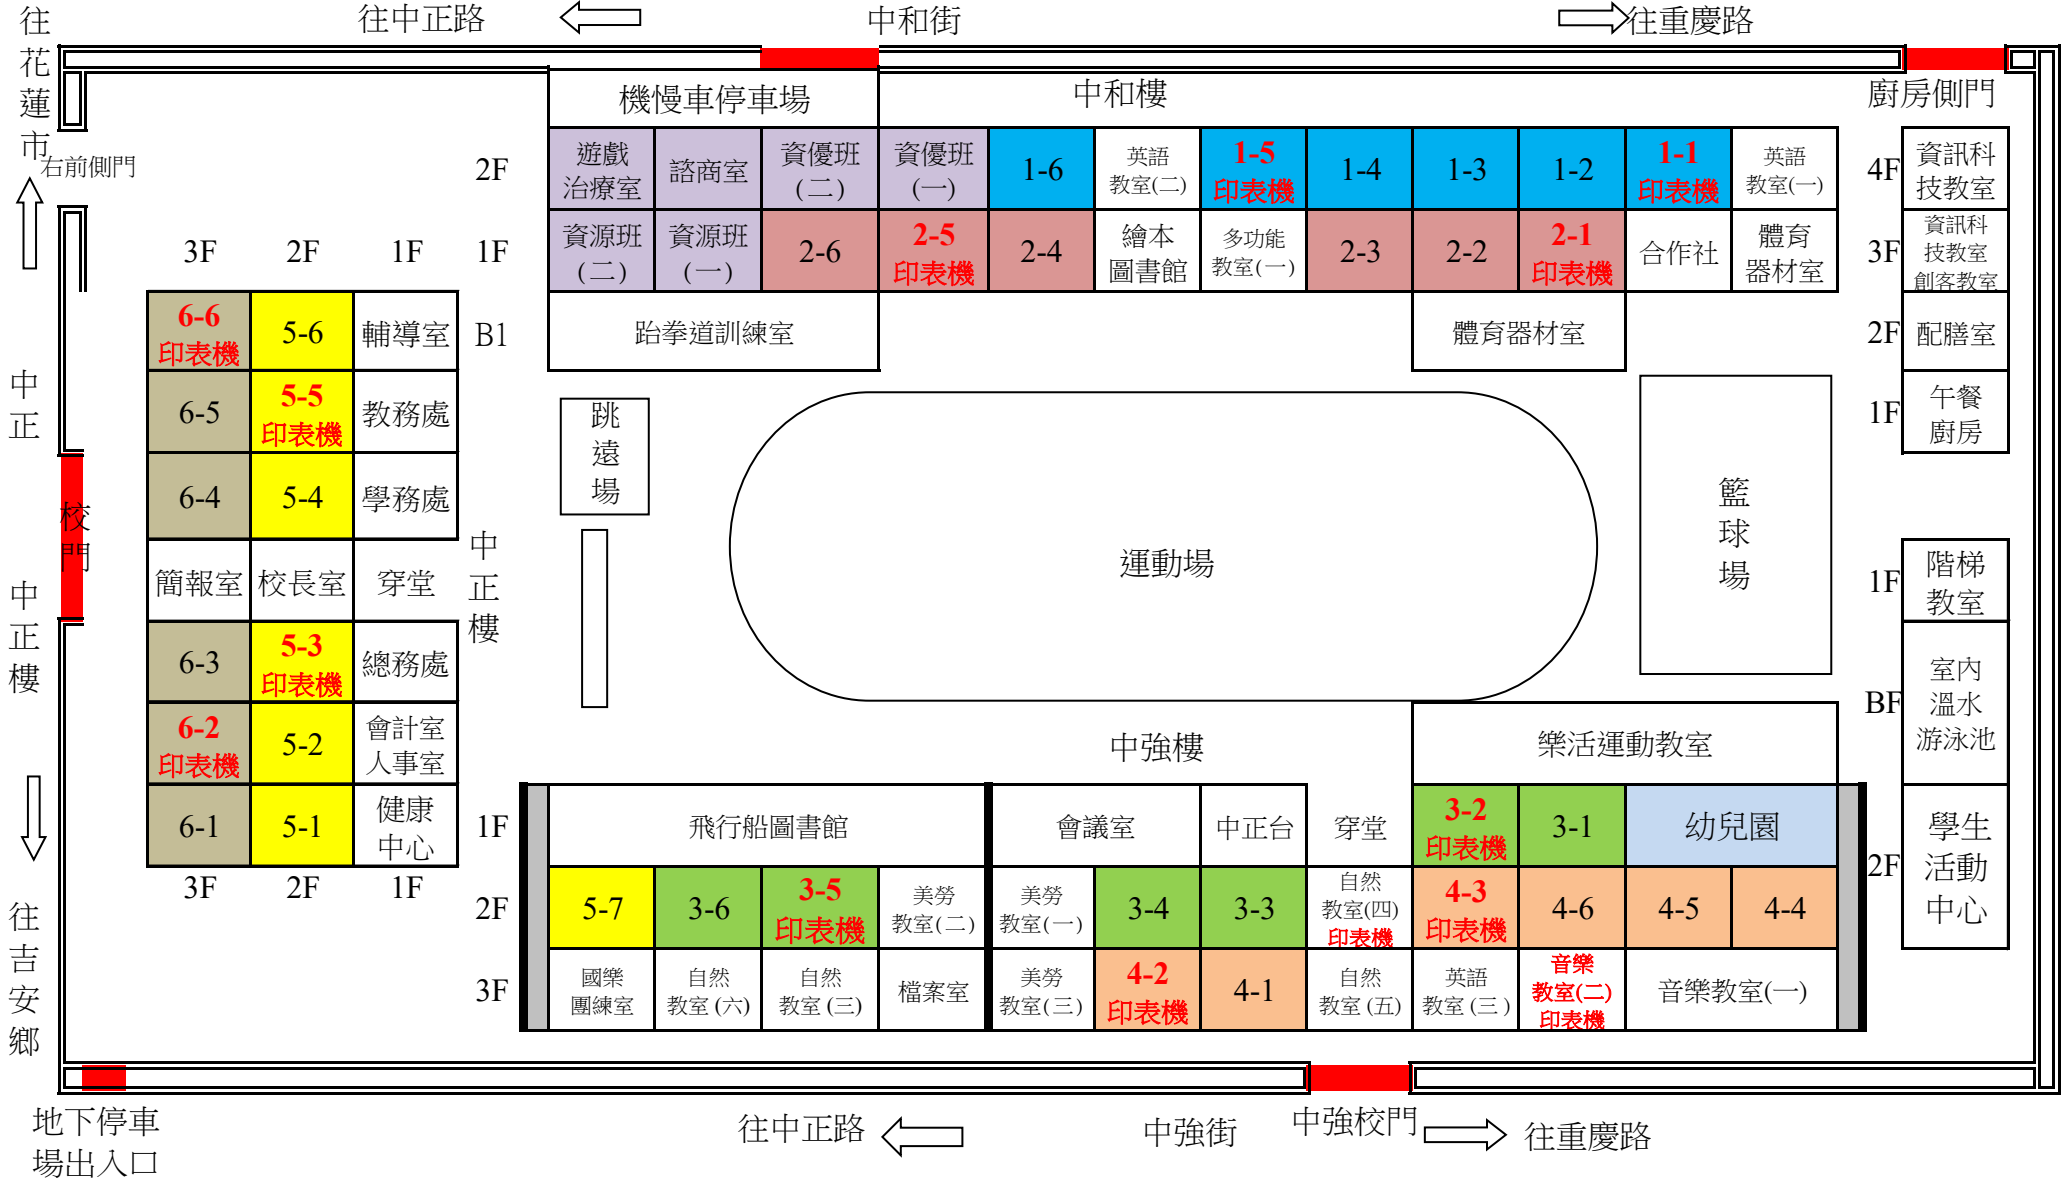 往中正路
中和街
往重慶路
往花蓮市
右前側門
機慢車停車場
中和樓
廚房側門
2F
遊戲
治療室
諮商室
資優班
(二)
資優班
(一)
1-6
英語
教室(二)
1-5
印表機
1-4
1-3
1-2
1-1
印表機
英語
教室(一)
4F
資訊科
技教室
3F
2F
1F
1F
資源班
(二)
資源班
(一)
2-6
2-5
印表機
2-4
繪本
圖書館
多功能
教室(一)
2-3
2-2
2-1
印表機
合作社
體育
器材室
3F
資訊科
技教室
創客教室
6-6
印表機
5-6
輔導室
B1
跆拳道訓練室
體育器材室
2F
配膳室
中正
6-5
5-5
印表機
教務處
跳遠場
1F
午餐
廚房
校門
6-4
5-4
學務處
籃球場
簡報室
校長室
穿堂
中正樓
運動場
1F
階梯
教室
中正樓
6-3
5-3
印表機
總務處
BF
室內
溫水
游泳池
6-2
印表機
5-2
會計室
人事室
中強樓
樂活運動教室
6-1
5-1
健康
中心
1F
飛行船圖書館
會議室
中正台
穿堂
3-2
印表機
3-1
幼兒園
2F
學生
活動
中心
3F
2F
1F
2F
5-7
3-6
3-5
印表機
美勞
教室(二)
美勞
教室(一)
3-4
3-3
自然
教室(四)
印表機
4-3
印表機
4-6
4-5
4-4
往吉安鄉
3F
國樂
團練室
自然
教室(六)
自然
教室(三)
檔案室
美勞
教室(三)
4-2
印表機
4-1
自然
教室(五)
英語
教室(三)
音樂
教室(二)
印表機
音樂教室(一)
地下停車
場出入口
往中正路
中強街
中強校門
往重慶路